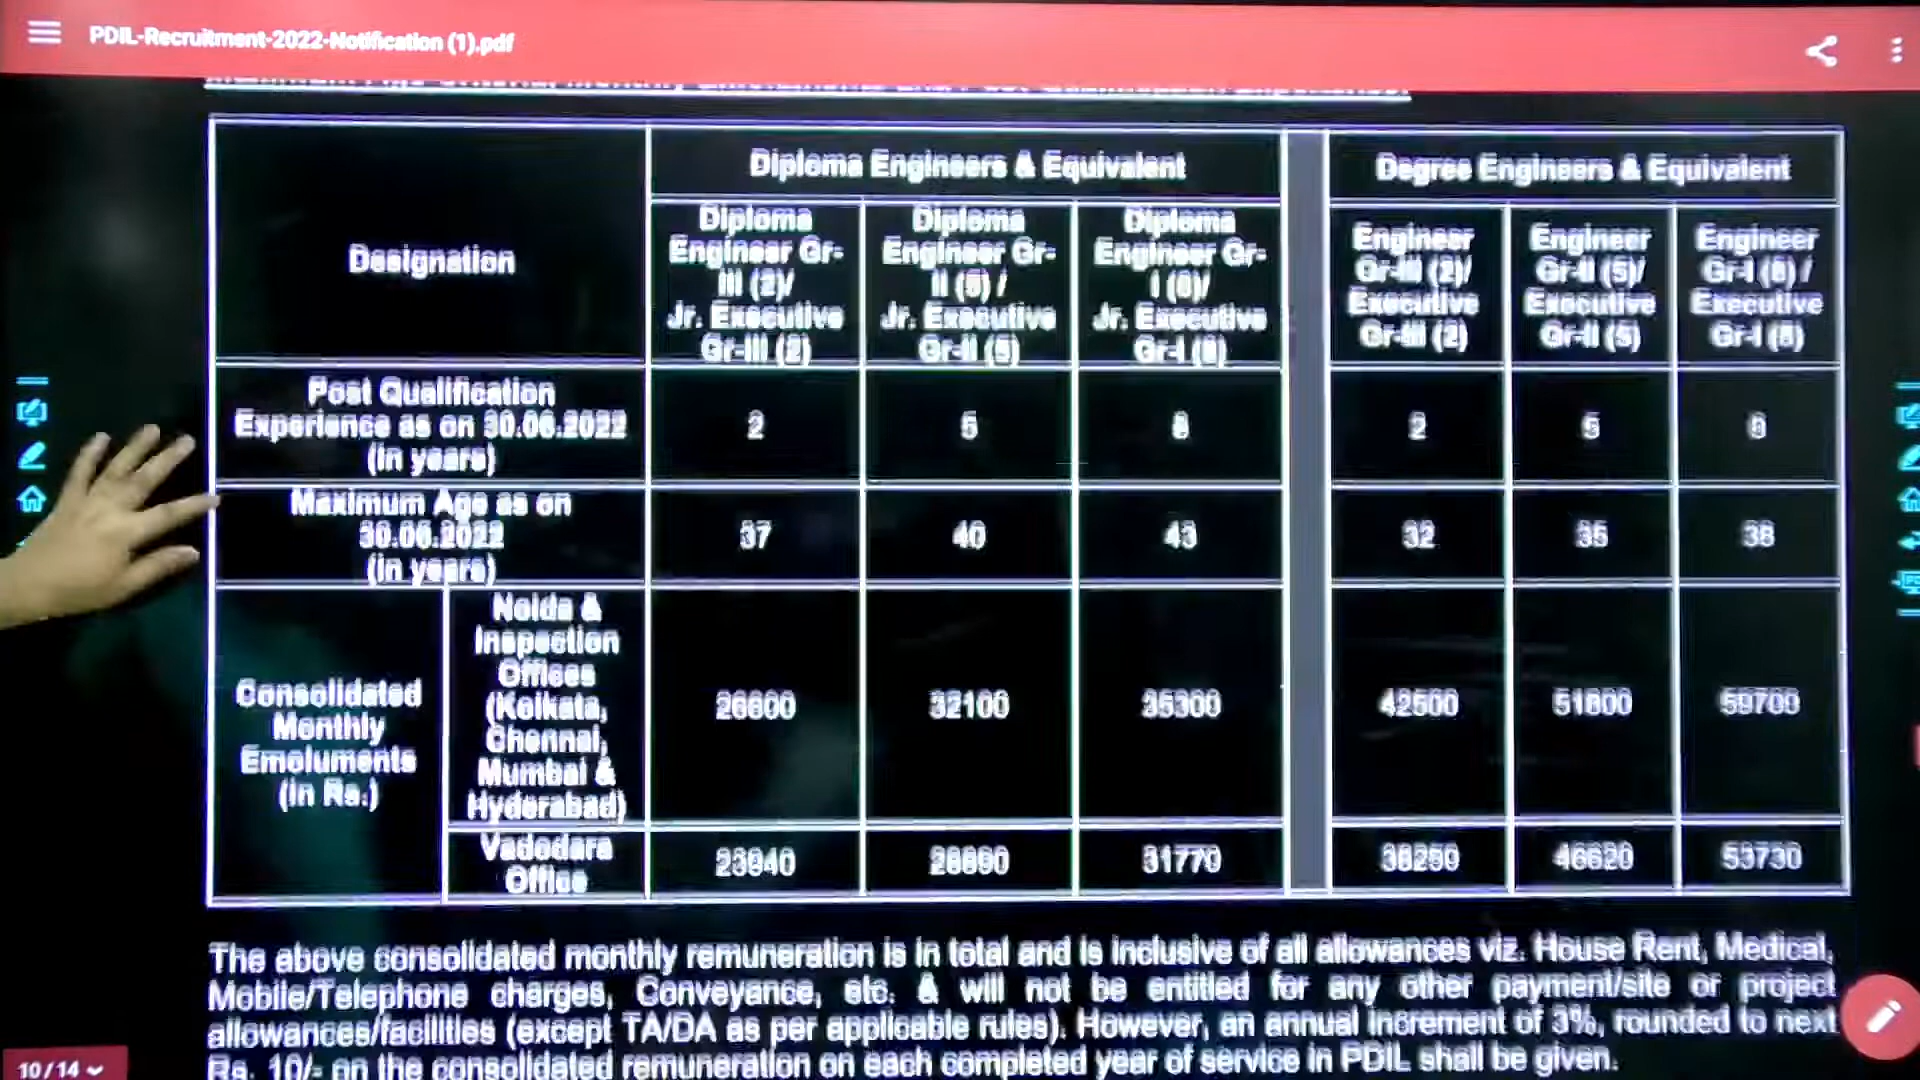 PDIL-Recruitment-2022-Notification (1).pdf
Diploma Engineers & Equivalent
Degree Engineers & Equivalent
Designation
Diploma
Engineer Gr-
III (2)/
Jr. Executive
Gr-III (2)
Diploma
Engineer Gr-
II (5) /
Jr. Executive
Gr-II (5)
Diploma
Engineer Gr-
I (8)/
Jr. Executive
Gr-I (8)
Engineer
Gr-III (2)/
Executive
Gr-III (2)
Engineer
Gr-II (5)/
Executive
Gr-II (5)
Engineer
Gr-I (8) /
Executive
Gr-I (8)
Post Qualification
Experience as on 30.06.2022
(in years)
2
5
8
2
5
8
Maximum Age as on
30.06.2022
(in years)
37
40
43
32
35
38
Consolidated
Monthly
Emoluments
(in Rs.)
Noida &
Inspection
Offices
(Kolkata,
Chennai,
Mumbai &
Hyderabad)
26600
32100
35300
42500
51800
59700
Vadodara
Office
23940
28890
31770
38250
46620
53730
The above consolidated monthly remuneration is in total and is inclusive of all allowances viz. House Rent, Medical,
Mobile/Telephone charges, Conveyance, etc. & will not be entitled for any other payment/site or project
allowances/facilities (except TA/DA as per applicable rules). However, an annual increment of 3%, rounded to next
Rs. 10/- on the consolidated remuneration on each completed year of service in PDIL shall be given.
10/14